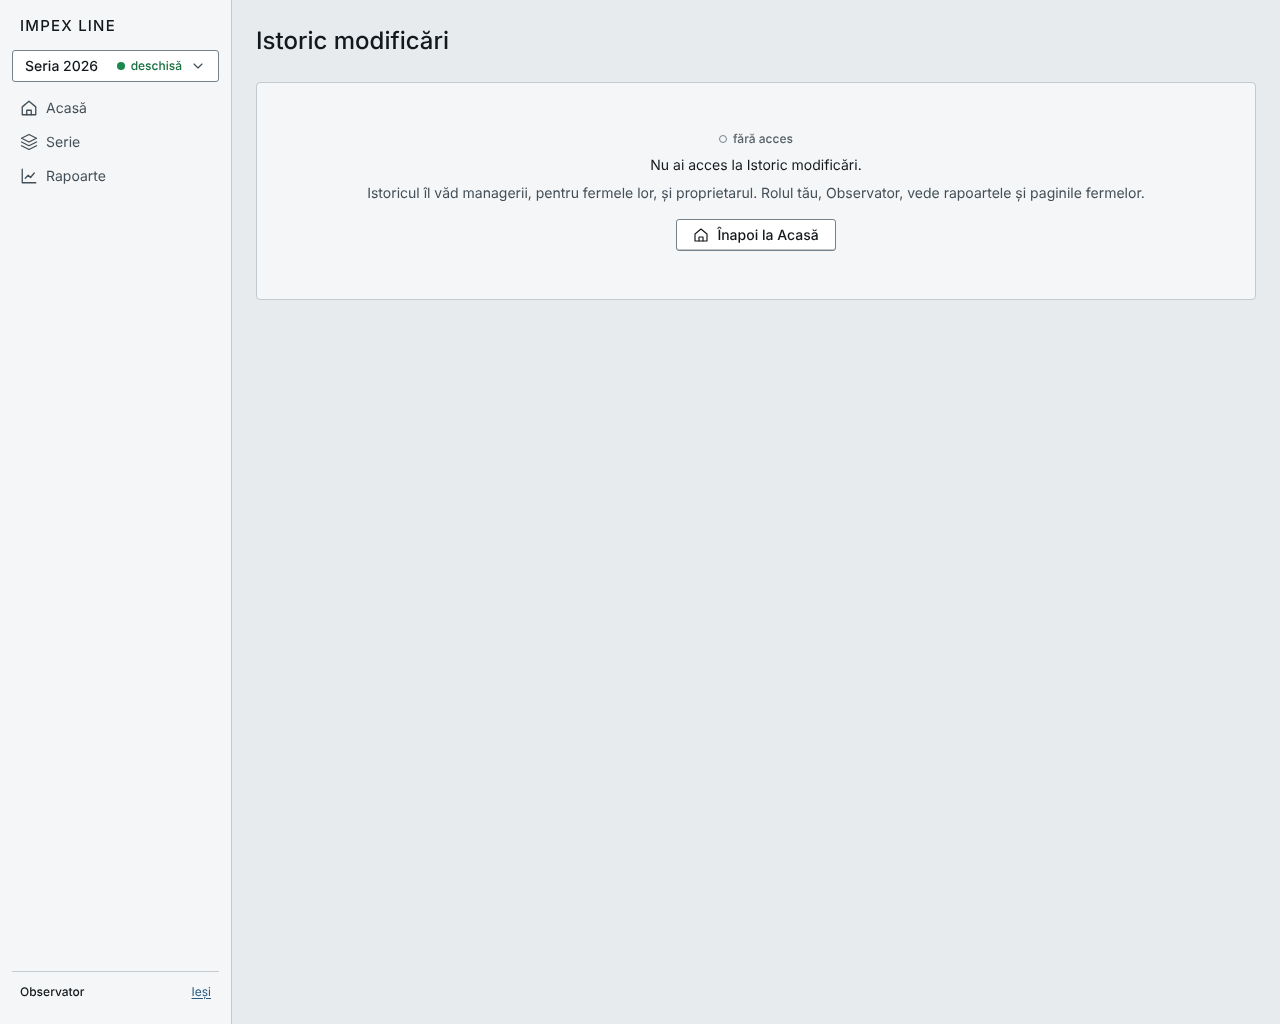 IMPEX LINE
Seria 2026 deschisă
Acasă
Serie
Rapoarte
Observator Ieși
Istoric modificări
fără acces
Nu ai acces la Istoric modificări.
Istoricul îl văd managerii, pentru fermele lor, și proprietarul. Rolul tău, Observator, vede rapoartele și paginile fermelor.
Înapoi la Acasă